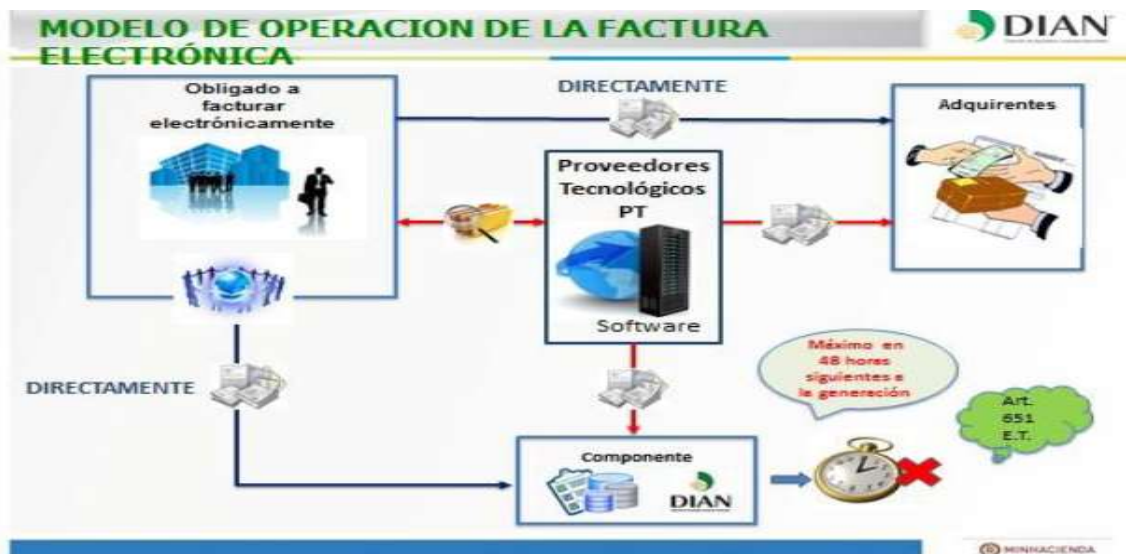 MODELO DE OPERACION DE LA FACTURA
ELECTRÓNICA
DIAN
Obligado a
facturar
electrónicamente
DIRECTAMENTE
Adquirentes
Proveedores
Tecnológicos
PT
Software
DIRECTAMENTE
Máximo en
48 horas
siguientes a
la generación
Art.
651
E.T.
Componente
DIAN
MINHACIENDA